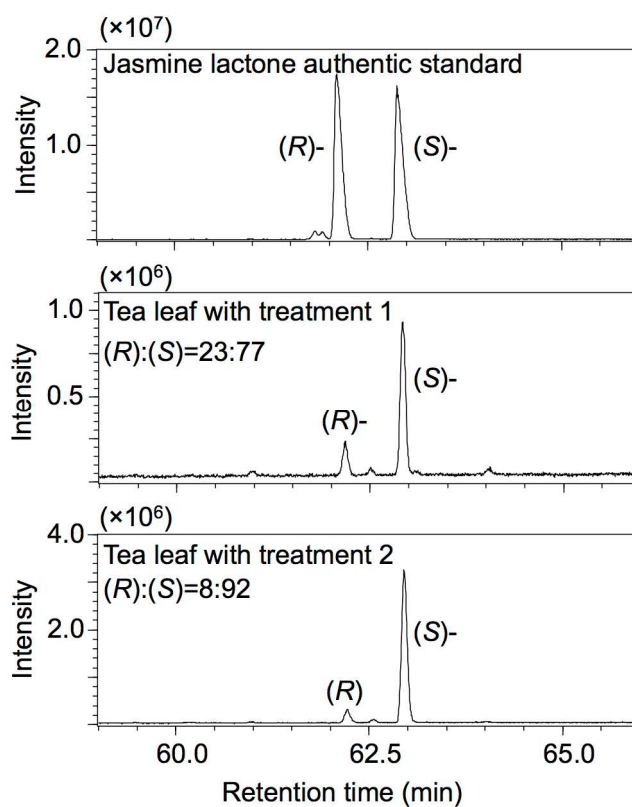 (×10⁷)
2.0
Jasmine lactone authentic standard
Intensity
1.0
(R)-
(S)-
(×10⁶)
1.0
Tea leaf with treatment 1
(R):(S)=23:77
Intensity
0.5
(R)-
(S)-
(×10⁶)
4.0
Tea leaf with treatment 2
(R):(S)=8:92
Intensity
2.0
(R)
(S)-
60.0 62.5 65.0
Retention time (min)